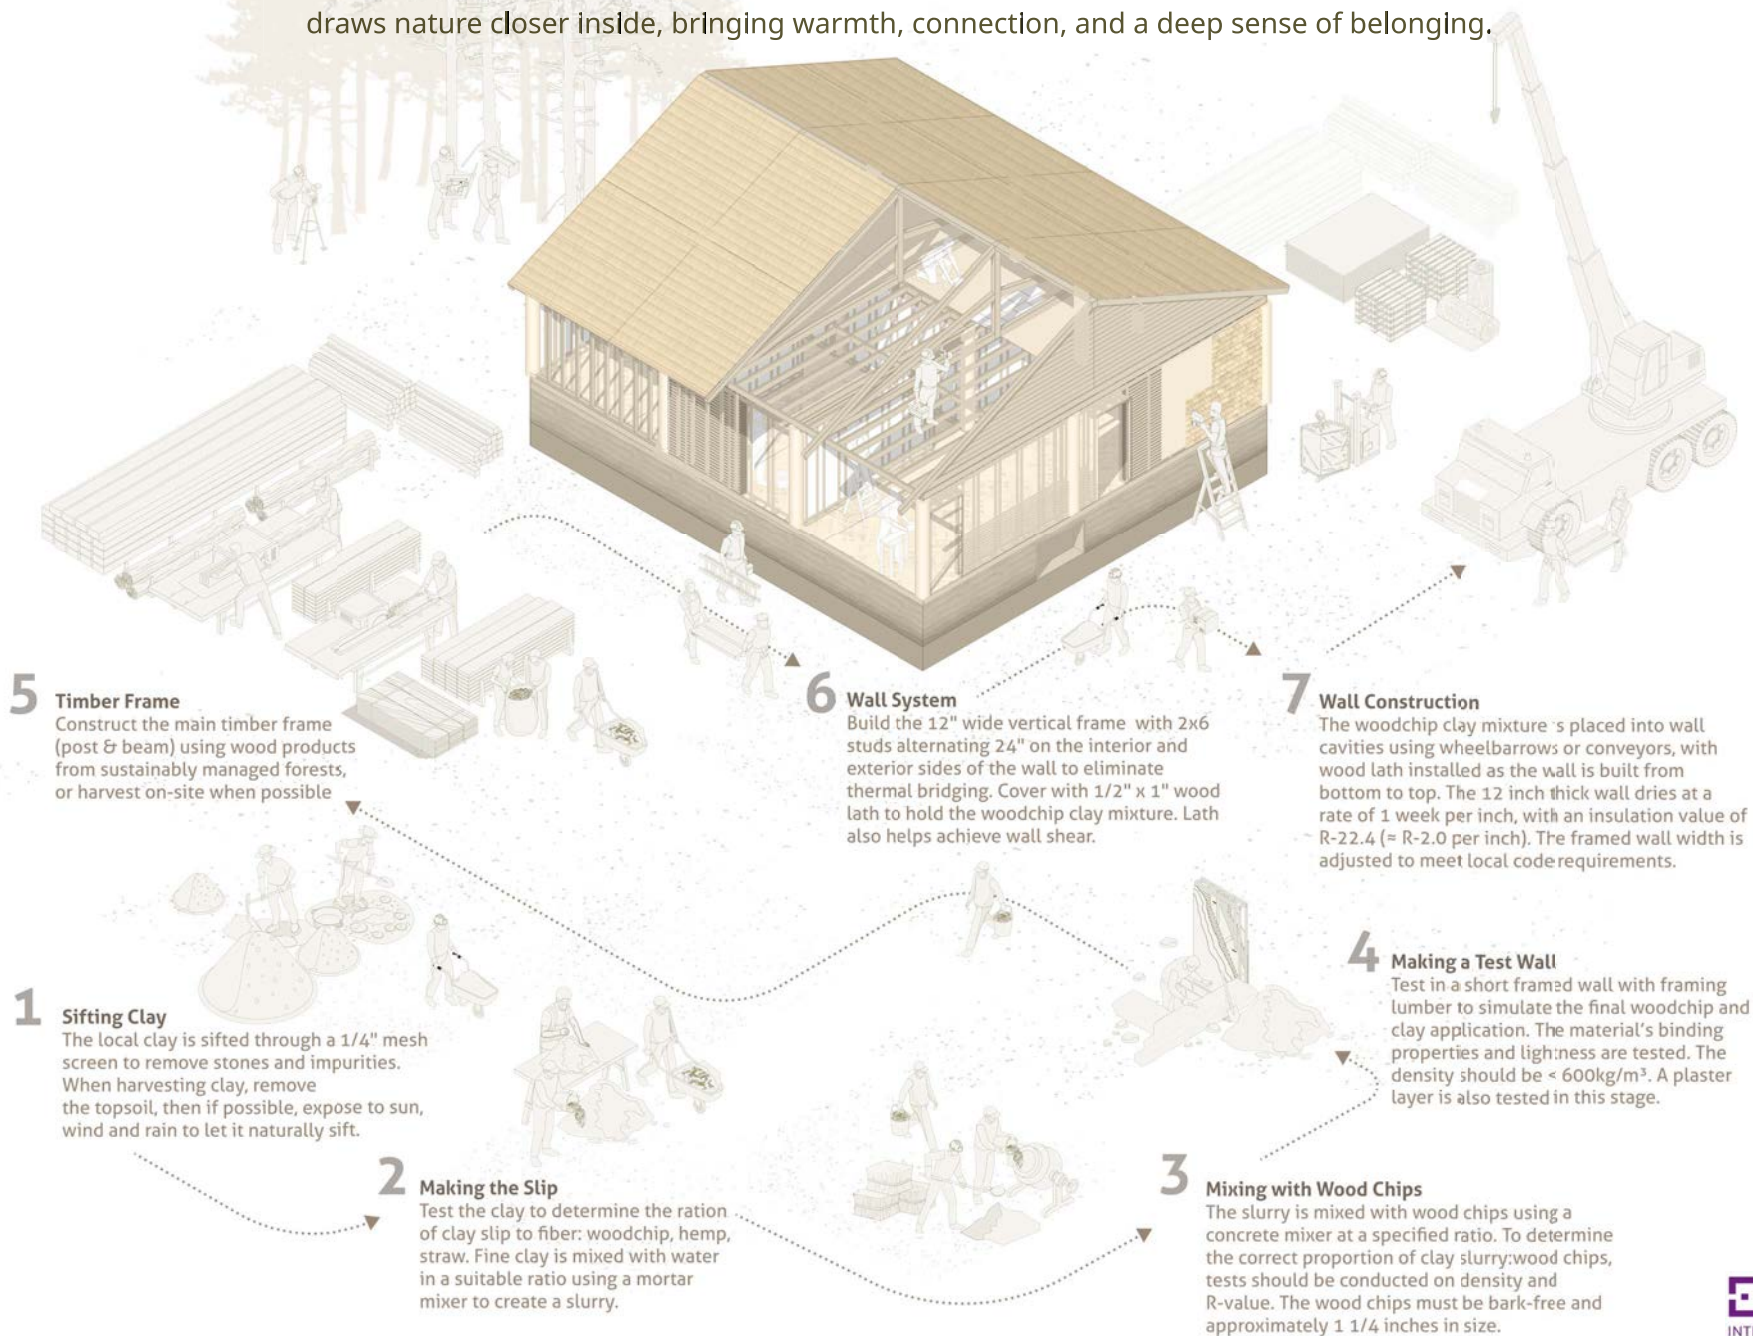 draws nature closer inside, bringing warmth, connection, and a deep sense of belonging.
5
Timber Frame
Construct the main timber frame
(post & beam) using wood products
from sustainably managed forests,
or harvest on-site when possible
6
Wall System
Build the 12" wide vertical frame with 2x6
studs alternating 24" on the interior and
exterior sides of the wall to eliminate
thermal bridging. Cover with 1/2" x 1" wood
lath to hold the woodchip clay mixture. Lath
also helps achieve wall shear.
7
Wall Construction
The woodchip clay mixture s placed into wall
cavities using wheelbarrows or conveyors, with
wood lath installed as the wall is built from
bottom to top. The 12 inch thick wall dries at a
rate of 1 week per inch, with an insulation value of
R-22.4 (≈ R-2.0 per inch). The framed wall width is
adjusted to meet local code requirements.
1
Sifting Clay
The local clay is sifted through a 1/4" mesh
screen to remove stones and impurities.
When harvesting clay, remove
the topsoil, then if possible, expose to sun,
wind and rain to let it naturally sift.
2
Making the Slip
Test the clay to determine the ration
of clay slip to fiber: woodchip, hemp,
straw. Fine clay is mixed with water
in a suitable ratio using a mortar
mixer to create a slurry.
3
Mixing with Wood Chips
The slurry is mixed with wood chips using a
concrete mixer at a specified ratio. To determine
the correct proportion of clay slurry:wood chips,
tests should be conducted on density and
R-value. The wood chips must be bark-free and
approximately 1 1/4 inches in size.
4
Making a Test Wall
Test in a short framed wall with framing
lumber to simulate the final woodchip and
clay application. The material's binding
properties and lightness are tested. The
density should be < 600kg/m³. A plaster
layer is also tested in this stage.